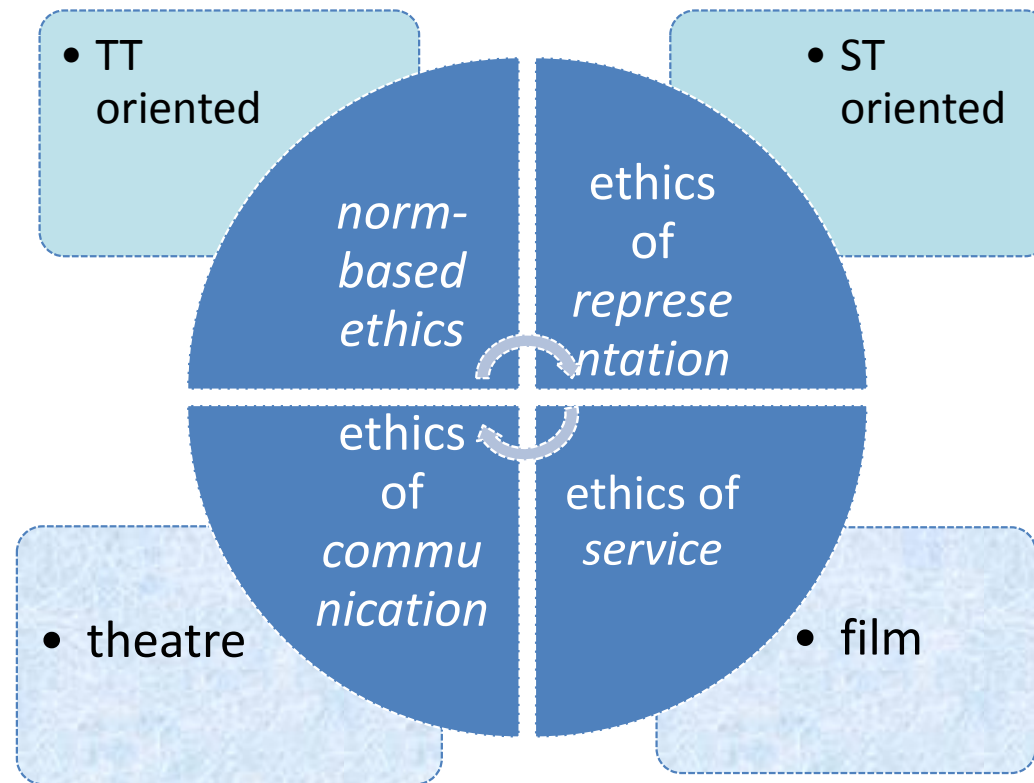 • TT
oriented
• ST
oriented
norm-
based
ethics
ethics
of
represe
ntation
ethics
of
commu
nication
ethics of
service
• theatre
• film